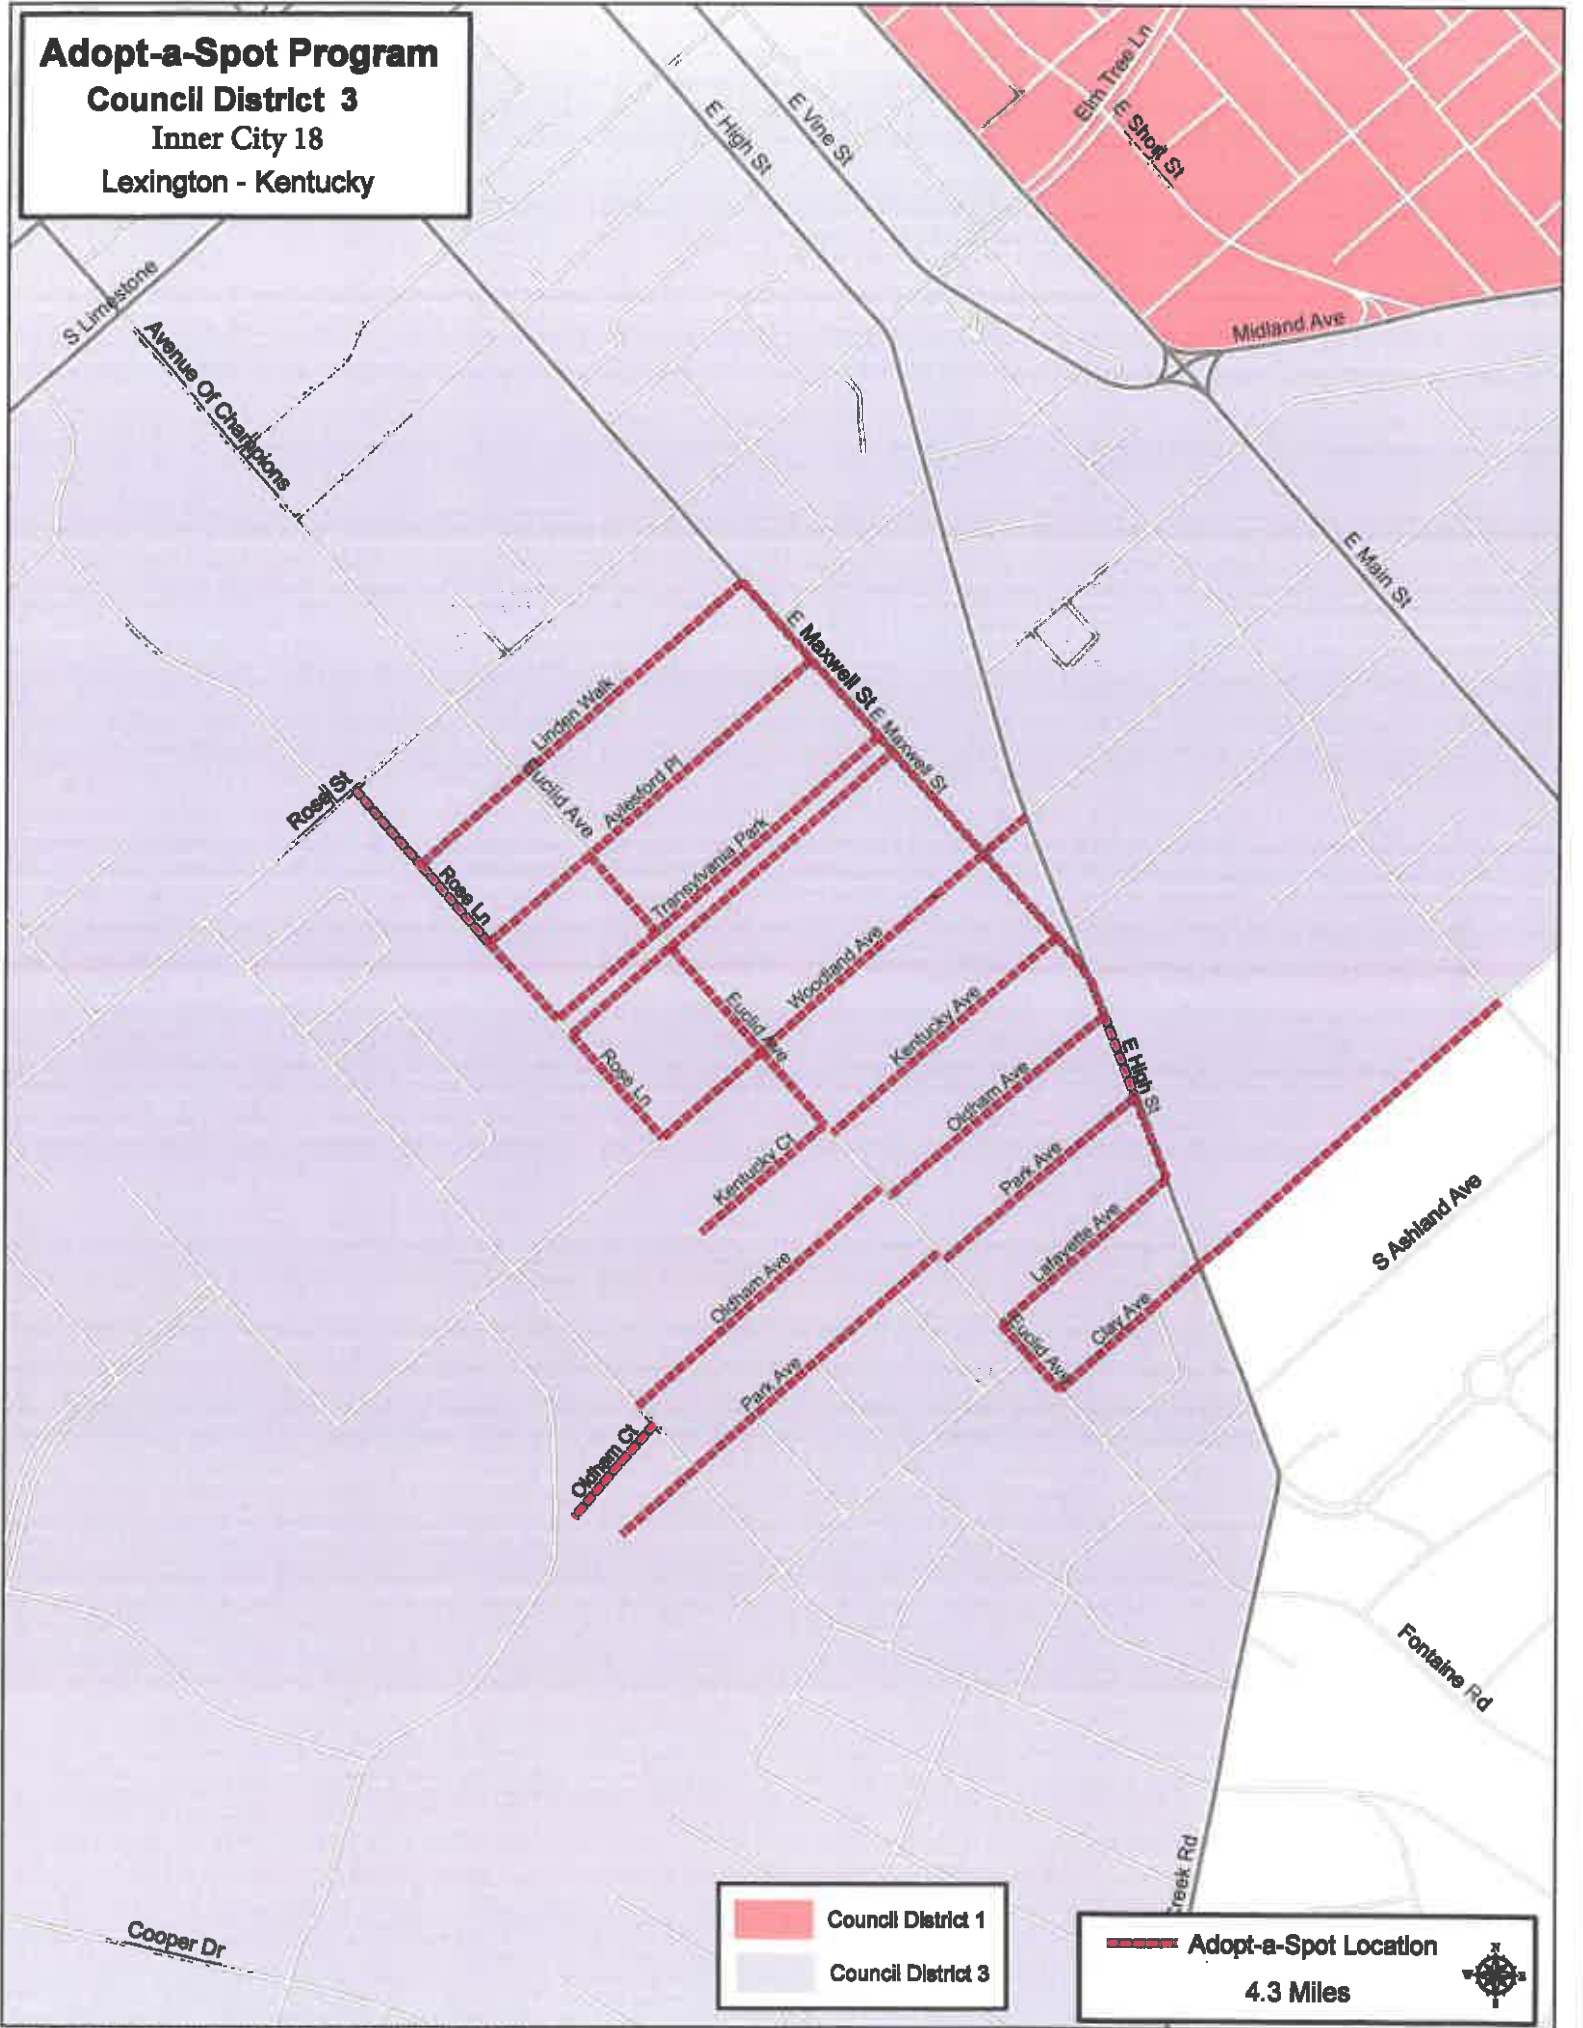 Adopt-a-Spot Program
Council District 3
Inner City 18
Lexington - Kentucky
E High St
E Vine St
Elm Tree Ln
E Short St
Midland Ave
S Limestone
Avenue Of Champions
E Main St
E Maxwell St
E Maxwell St
Linden Walk
Euclid Ave
Aylesford Pl
Transylvania Park
Rose St
Rose Ln
Woodland Ave
Euclid Ave
Kentucky Ave
Rose Ln
Oldham Ave
E High St
Kentucky Ct
Park Ave
Lafayette Ave
S Ashland Ave
Oldham Ave
Clay Ave
Euclid Ave
Park Ave
Oldham Ct
Fontaine Rd
Creek Rd
Cooper Dr
Council District 1
Council District 3
Adopt-a-Spot Location
4.3 Miles
N